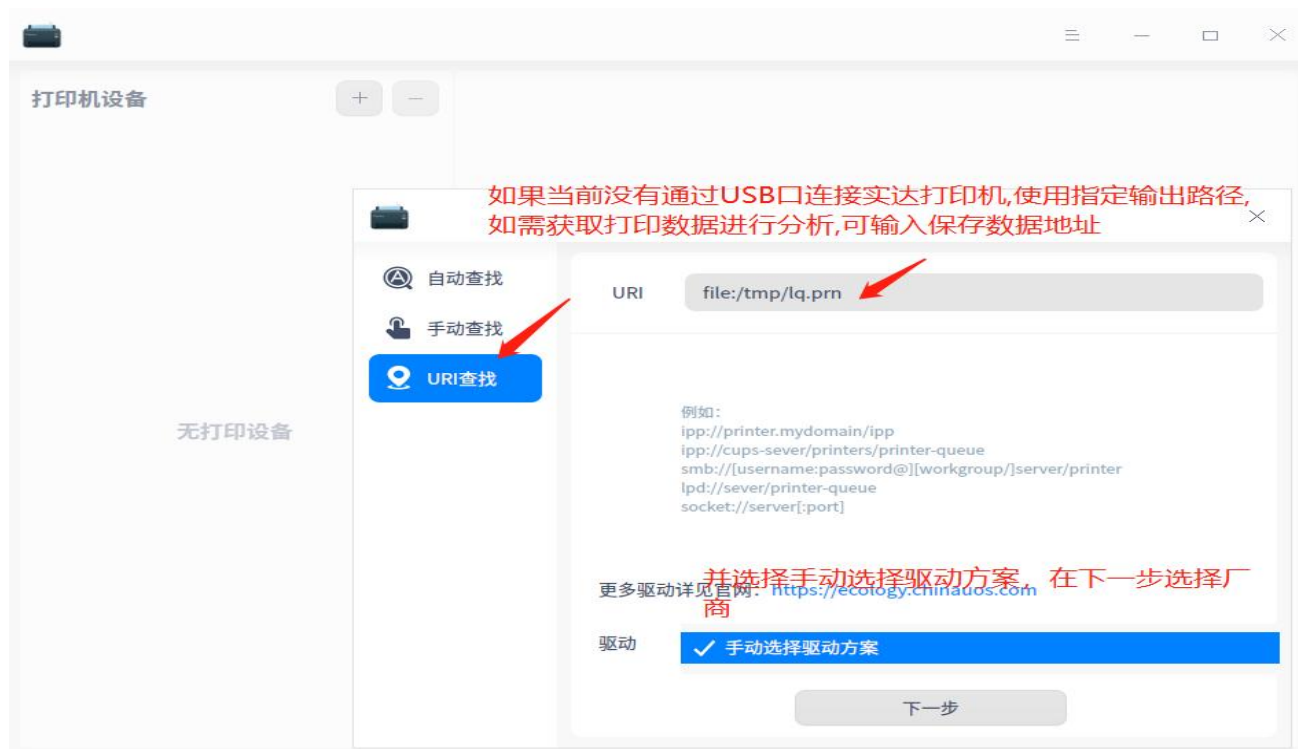 打印机设备
如果当前没有通过USB口连接实达打印机,使用指定输出路径,
如需获取打印数据进行分析,可输入保存数据地址
自动查找
手动查找
URI查找
URI
file:/tmp/lq.prn
无打印设备
例如：
ipp://printer.mydomain/ipp
ipp://cups-sever/printers/printer-queue
smb://[username:password@][workgroup/]server/printer
lpd://sever/printer-queue
socket://server[:port]
并选择手动选择驱动方案，在下一步选择厂
商
更多驱动详见官网：https://ecology.chinauos.com
驱动
手动选择驱动方案
下一步